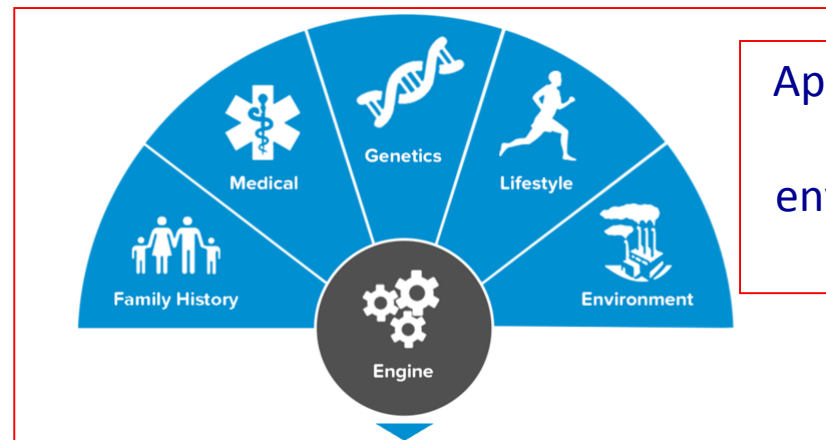 Genetics
Medical
Lifestyle
Family History
Environment
Engine